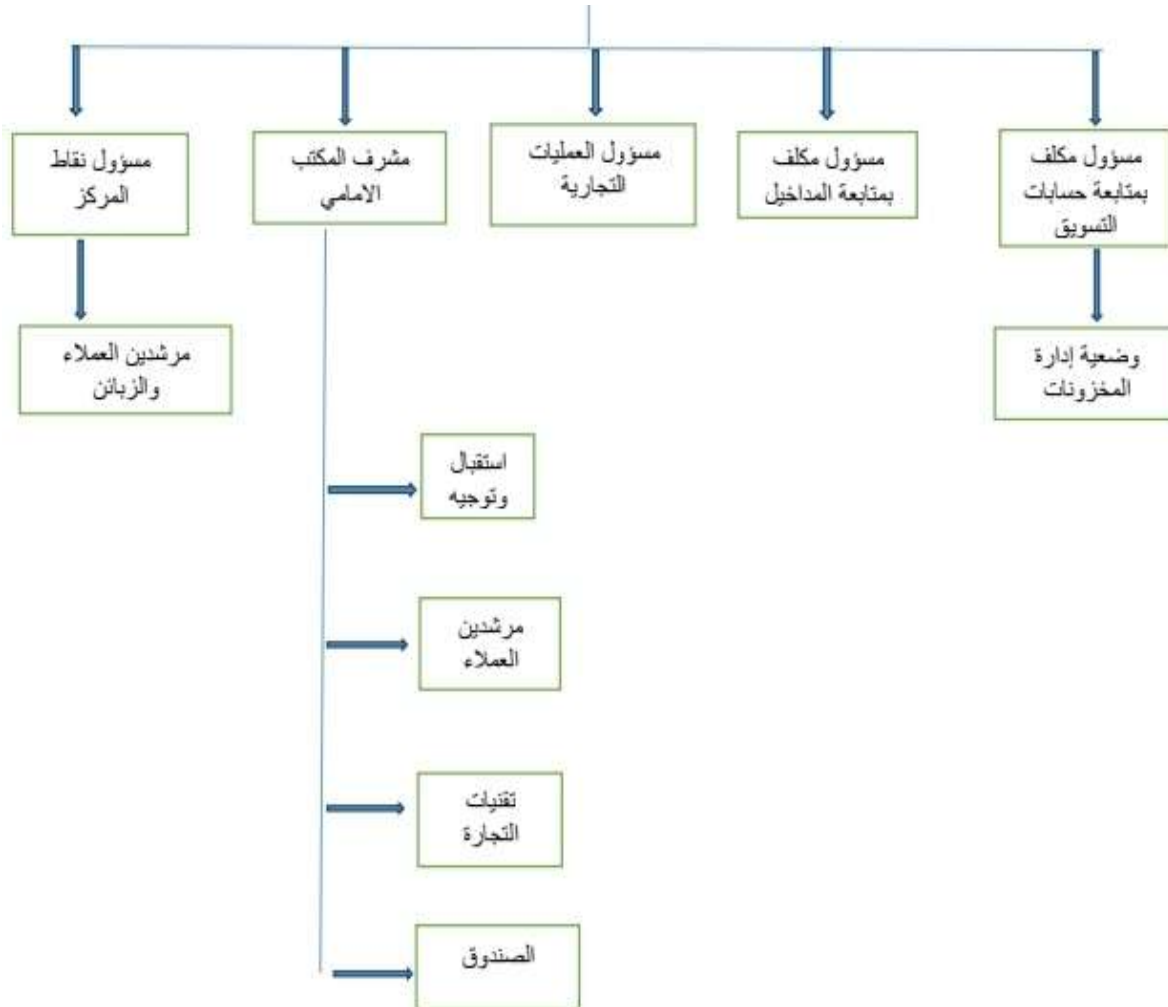 مسؤول مكلف
بمتابعة حسابات
التسويق
مسؤول مكلف
بمتابعة المداخيل
مسؤول العمليات
التجارية
مشرف المكتب
الامامي
مسؤول نقاط
المركز
وضعية إدارة
المخزونات
مرشدين العملاء
والزبائن
استقبال
وتوجيه
مرشدين
العملاء
تقنيات
التجارة
الصندوق